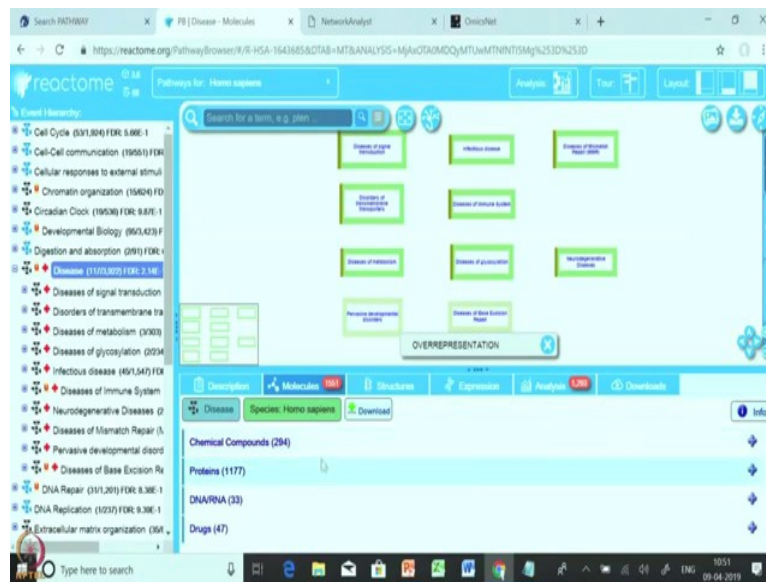 Search PATHWAY
PB | Disease - Molecules
NetworkAnalyst
OmicsNet
https://reactome.org/PathwayBrowser/#/R-HSA-1643685&DTAB=MT&ANALYSIS=MjAxOTA0MDQyMTUwMTNfNTI5Mg%253D%253D
reactome
Pathways for: Homo sapiens
Analysis:
Tour:
Layout:
Event Hierarchy:
Search for a term, e.g. pten ...
Cell Cycle (53/1,924) FDR: 5.66E-1
Cell-Cell communication (19/551) FDR
Cellular responses to external stimuli
Chromatin organization (15/624) FD
Circadian Clock (19/536) FDR: 9.87E-1
Developmental Biology (95/3,423) F
Digestion and absorption (2/91) FDR:
Disease (117/3,922) FDR: 2.14E-
Diseases of signal transduction
Disorders of transmembrane tra
Diseases of metabolism (3/303)
Diseases of glycosylation (2/234
Infectious disease (45/1,547) FDR
Diseases of Immune System
Neurodegenerative Diseases (2
Diseases of Mismatch Repair (M
Pervasive developmental disord
Diseases of Base Excision Re
DNA Repair (31/1,201) FDR: 8.38E-1
DNA Replication (1/237) FDR: 9.39E-1
Extracellular matrix organization (36/8
Diseases of signal transduction
Infectious disease
Diseases of Mismatch Repair (MMR)
Disorders of transmembrane transporters
Diseases of Immune System
Diseases of metabolism
Diseases of glycosylation
Neurodegenerative Diseases
Pervasive developmental disorders
Diseases of Base Excision Repair
OVERREPRESENTATION
Description
Molecules 1551
Structures
Expression
Analysis
Downloads
Disease
Species: Homo sapiens
Download
Info
Chemical Compounds (294)
Proteins (1177)
DNA/RNA (33)
Drugs (47)
NPTEL
Type here to search
ENG
10:51
09-04-2019